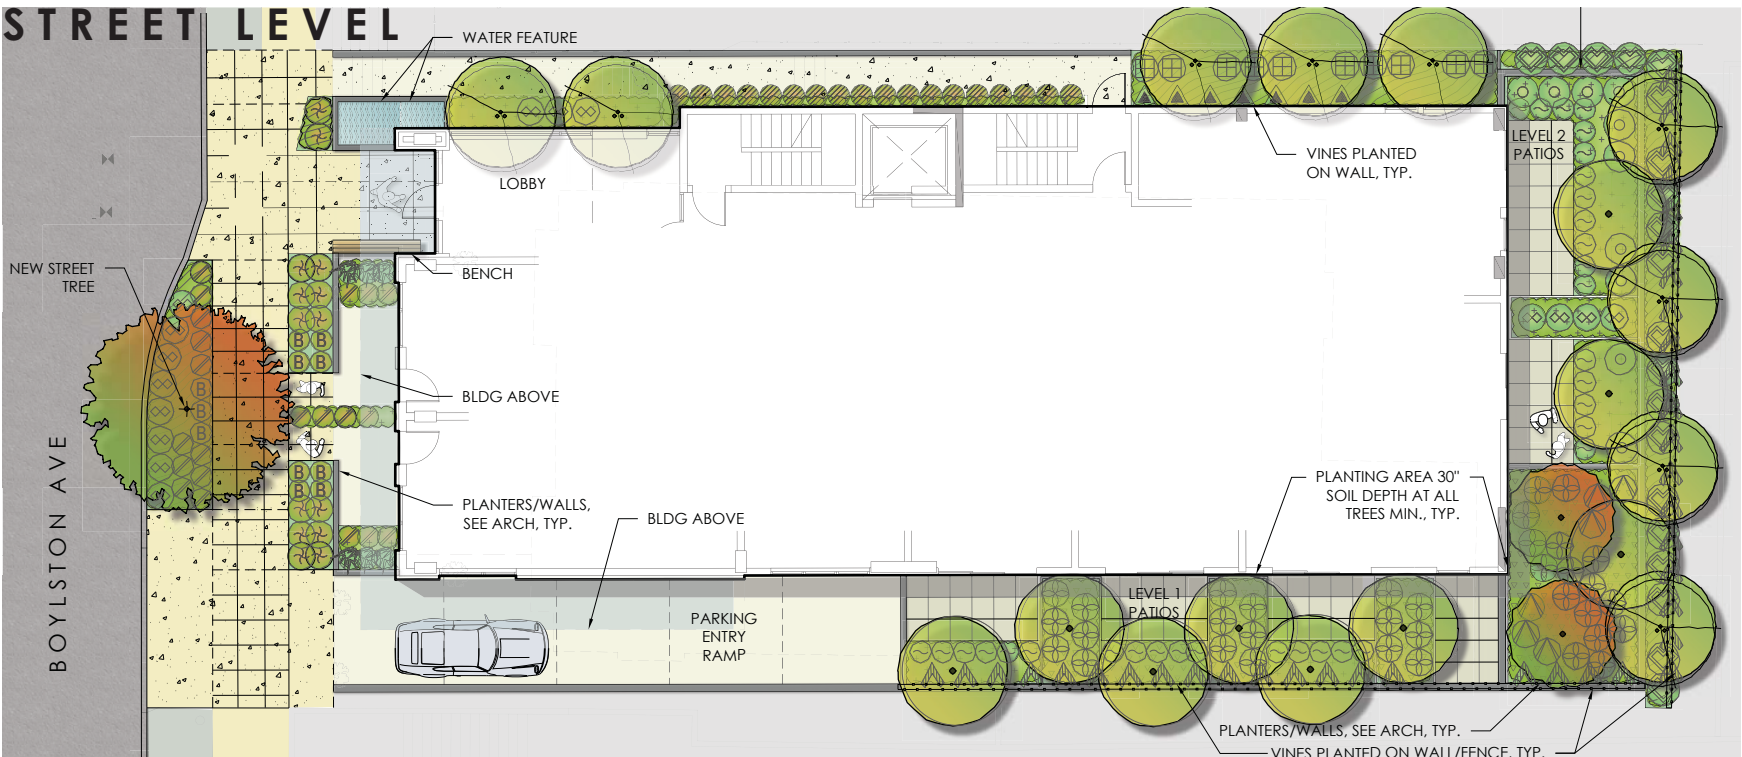 STREET LEVEL
WATER FEATURE
LEVEL 2
PATIOS
VINES PLANTED
ON WALL, TYP.
LOBBY
NEW STREET
TREE
BENCH
BLDG ABOVE
B B
B B
B
B
B
B B
B B
PLANTING AREA 30"
SOIL DEPTH AT ALL
TREES MIN., TYP.
PLANTERS/WALLS,
SEE ARCH, TYP.
BLDG ABOVE
BOYLSTON AVE
LEVEL 1
PATIOS
PARKING
ENTRY
RAMP
PLANTERS/WALLS, SEE ARCH, TYP.
VINES PLANTED ON WALL/FENCE, TYP.